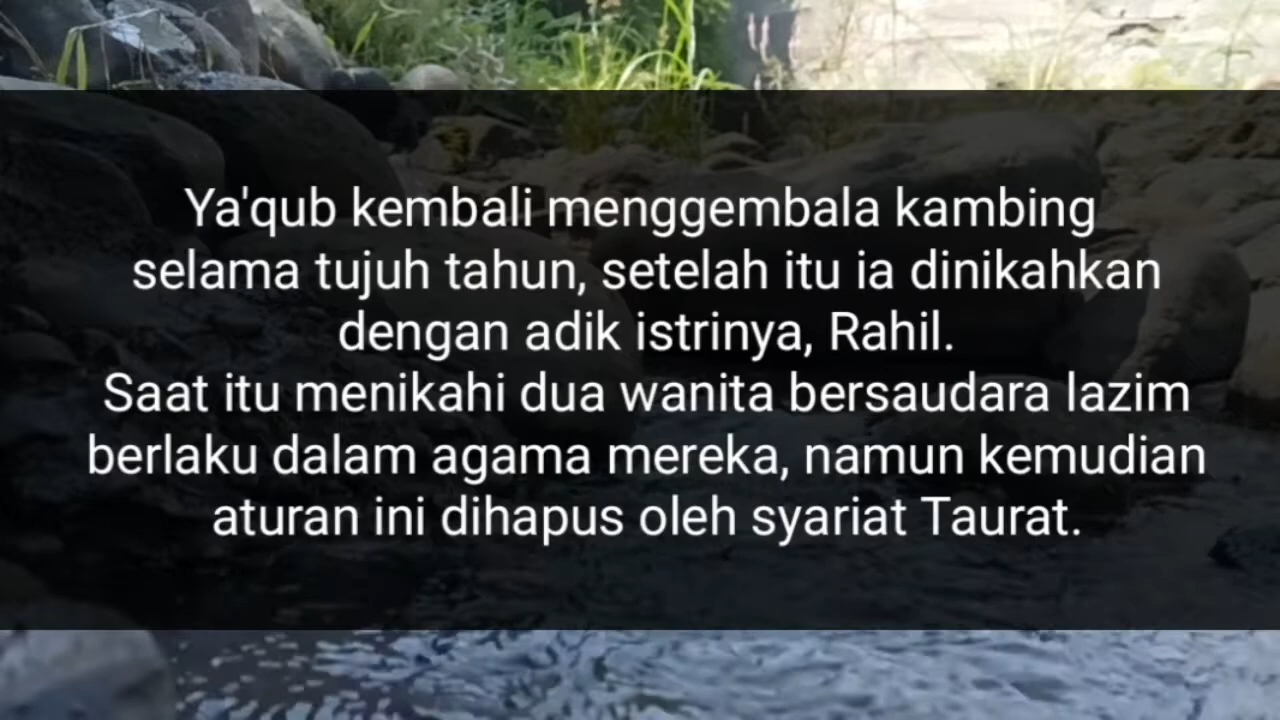 Ya'qub kembali menggembala kambing
selama tujuh tahun, setelah itu ia dinikahkan
dengan adik istrinya, Rahil.
Saat itu menikahi dua wanita bersaudara lazim
berlaku dalam agama mereka, namun kemudian
aturan ini dihapus oleh syariat Taurat.